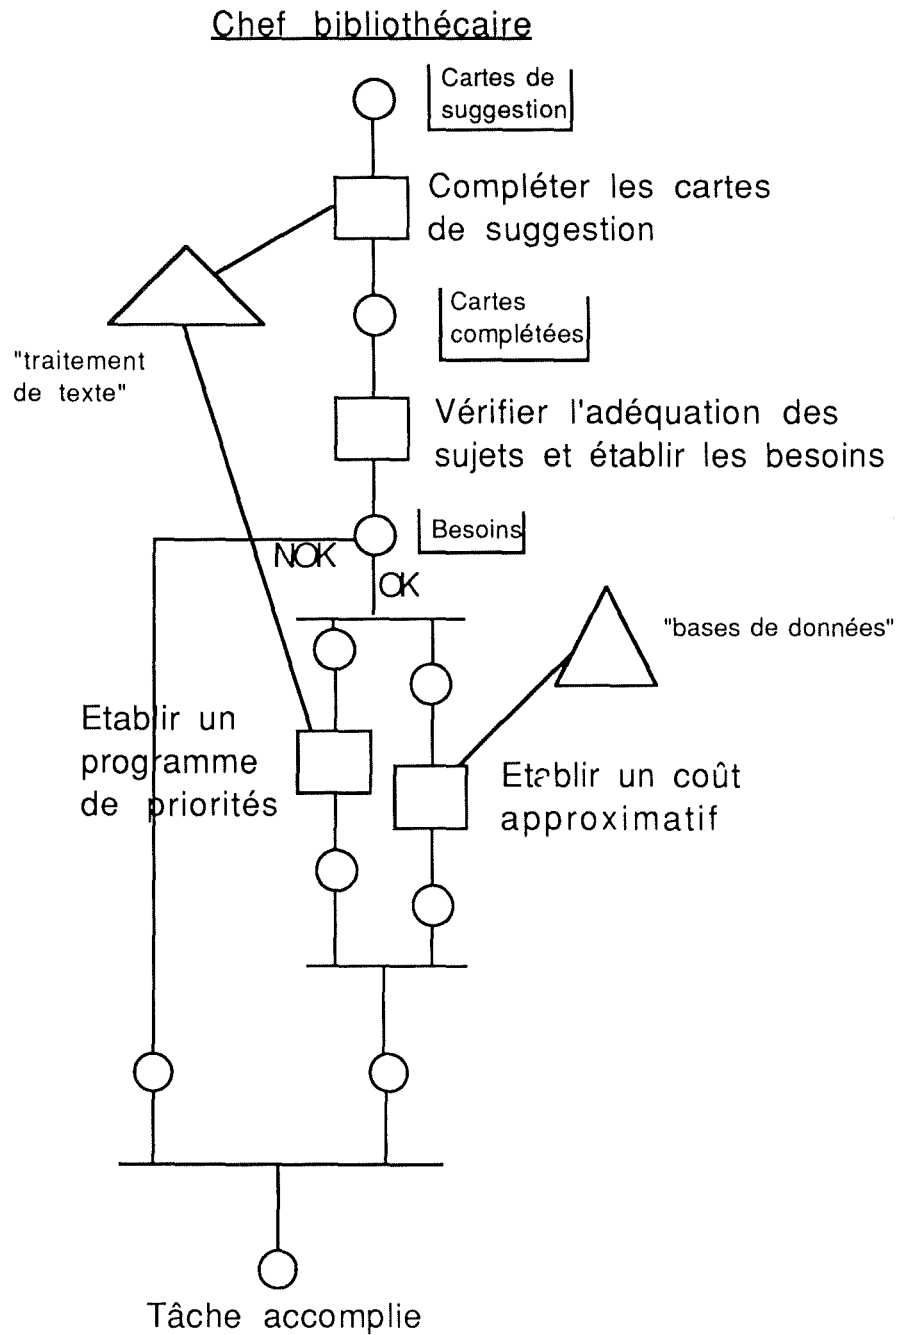 Chef bibliothécaire
Cartes de
suggestion
Compléter les cartes
de suggestion
Cartes
complétées
"traitement
de texte"
Vérifier l'adéquation des
sujets et établir les besoins
Besoins
NOK
OK
"bases de données"
Etablir un
programme
de priorités
Etablir un coût
approximatif
Tâche accomplie